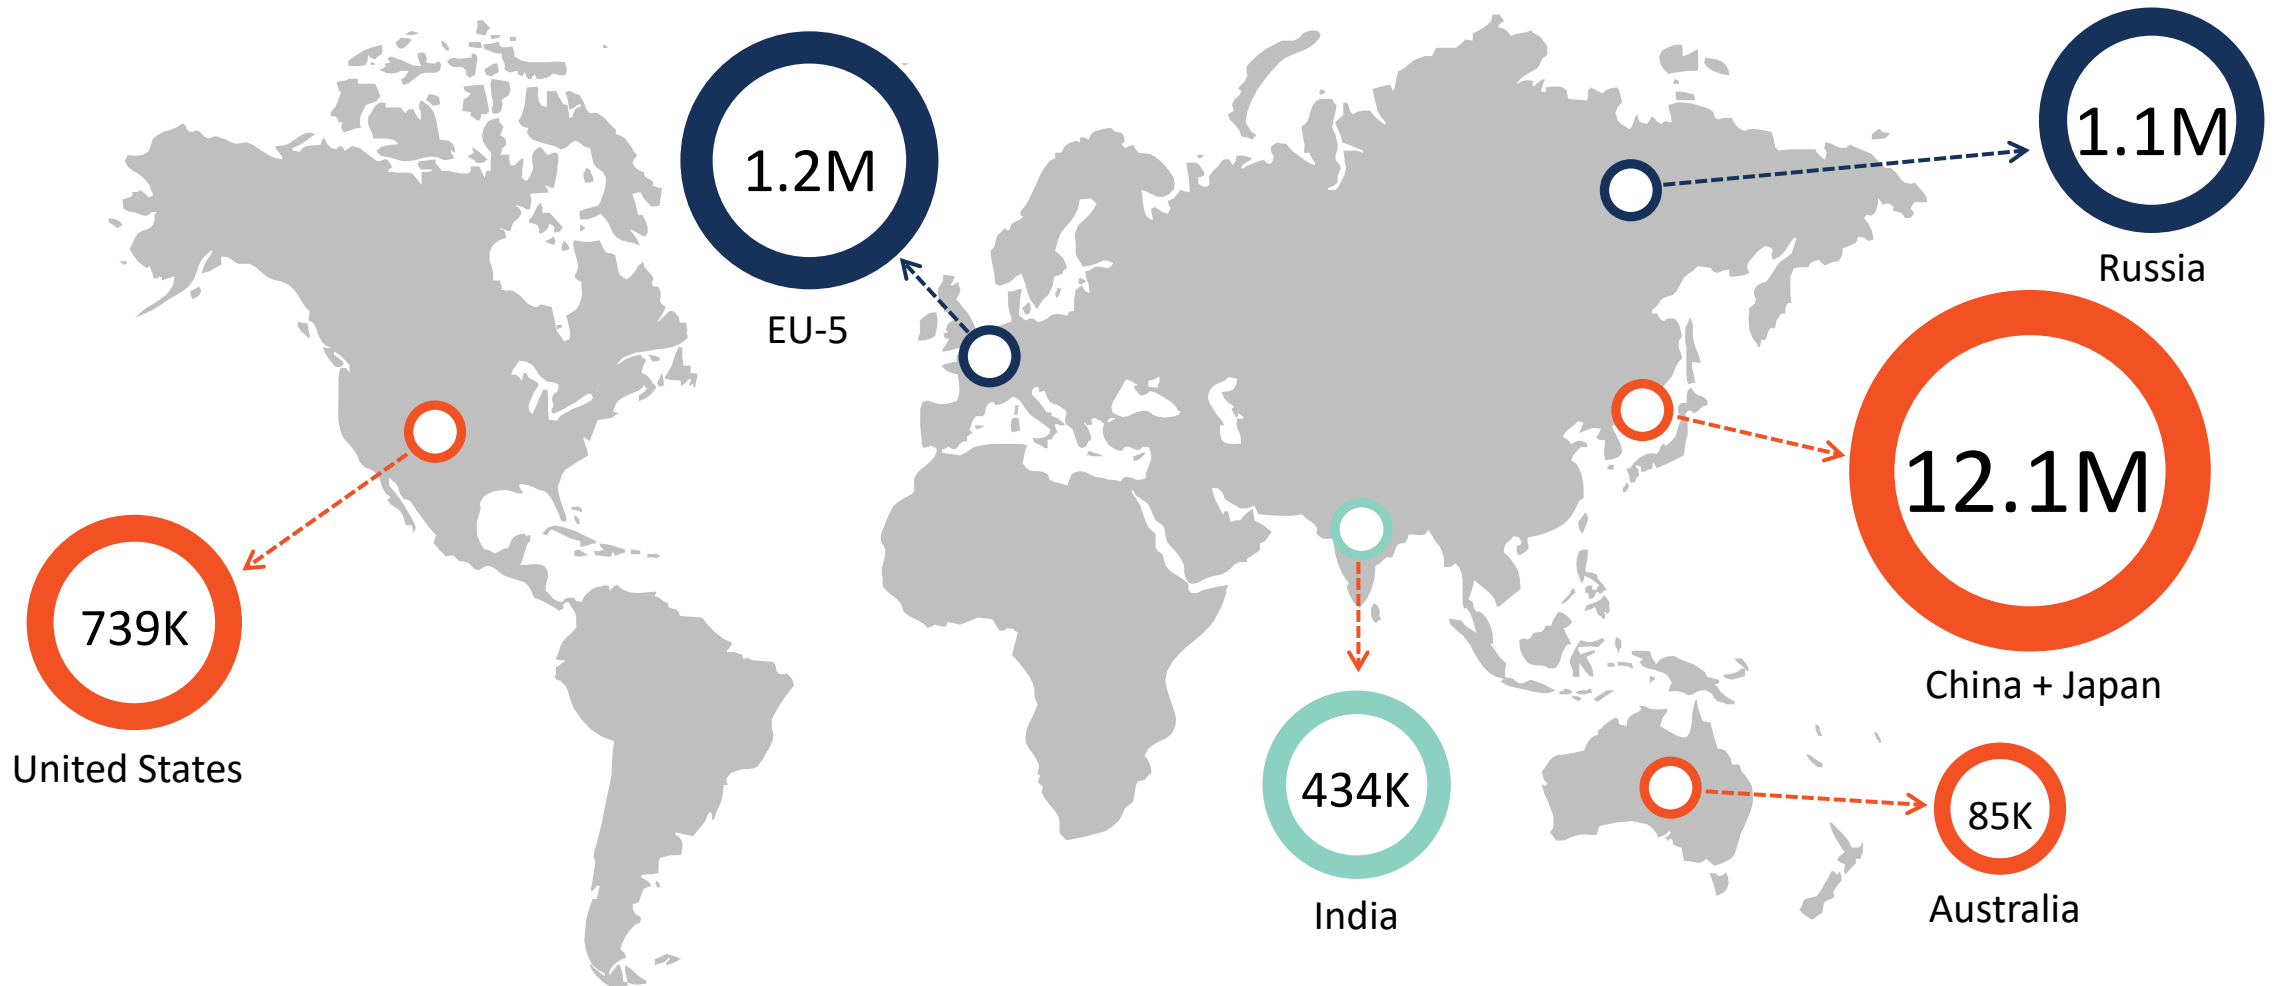 1.2M
EU-5
1.1M
Russia
12.1M
China + Japan
739K
United States
434K
India
85K
Australia